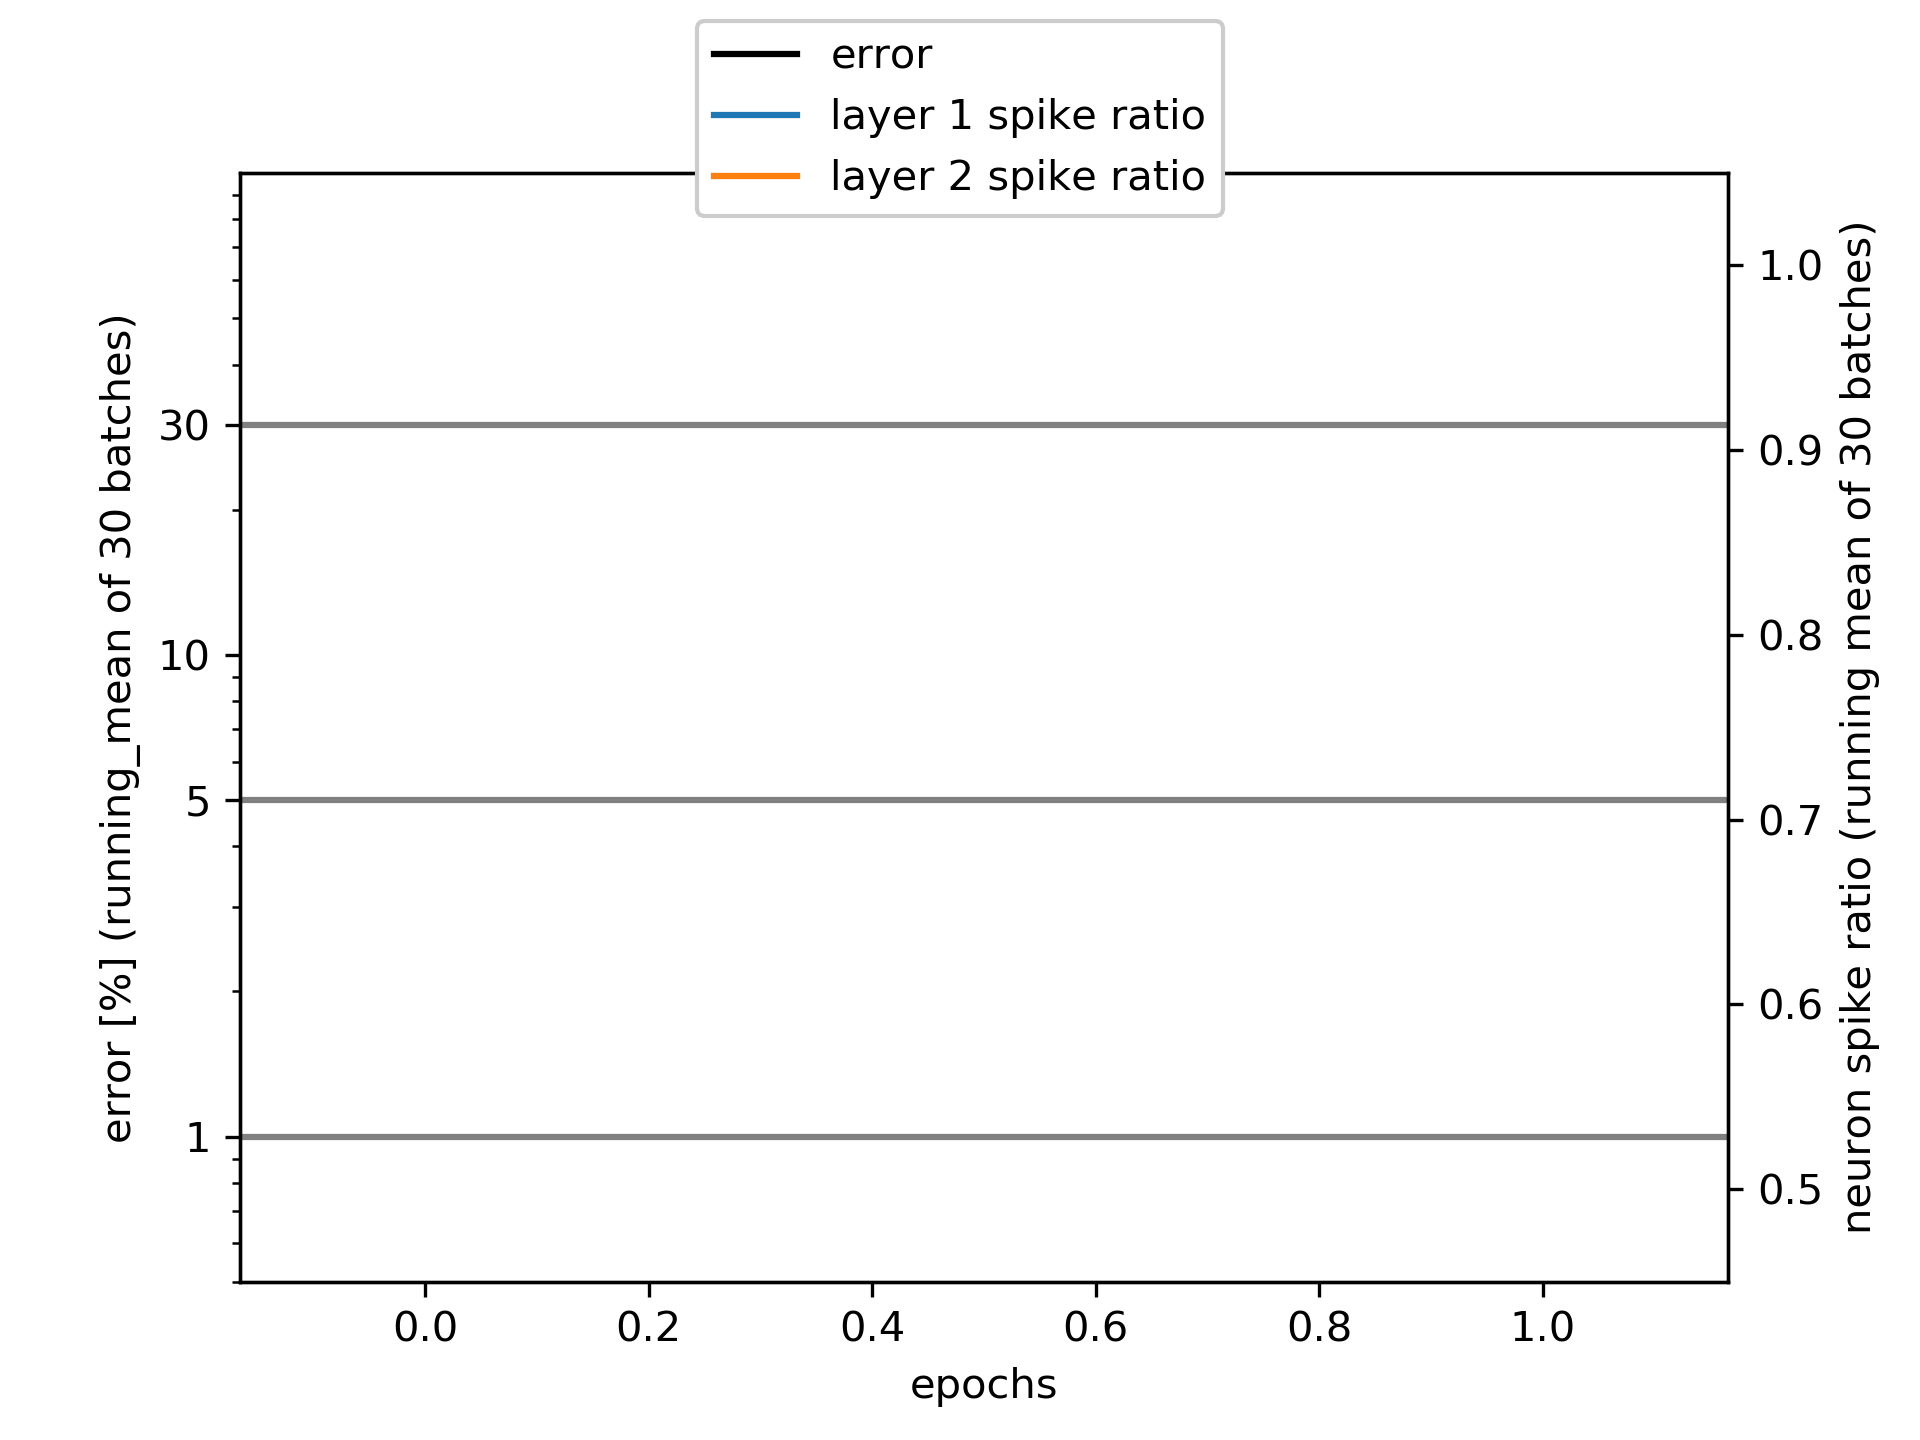 error
layer 1 spike ratio
layer 2 spike ratio
error [%] (running_mean of 30 batches)
30
10
5
1
1.0
0.9
0.8
0.7
0.6
0.5
neuron spike ratio (running mean of 30 batches)
0.0 0.2 0.4 0.6 0.8 1.0
epochs